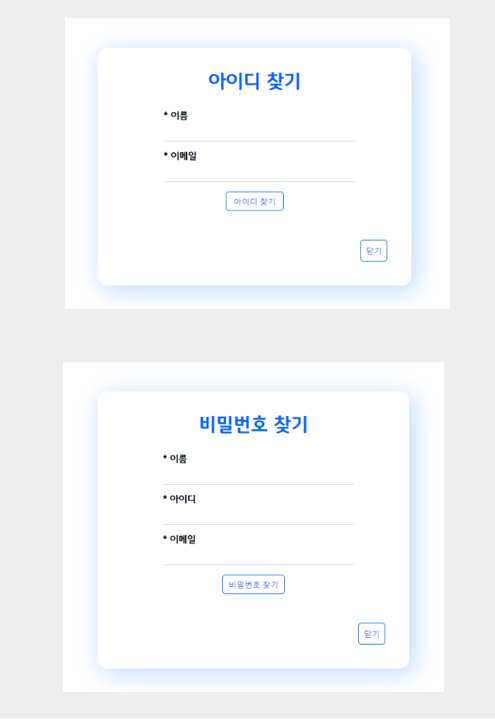 아이디 찾기
* 이름
* 이메일
아이디 찾기
닫기
비밀번호 찾기
* 이름
* 아이디
* 이메일
비밀번호 찾기
닫기